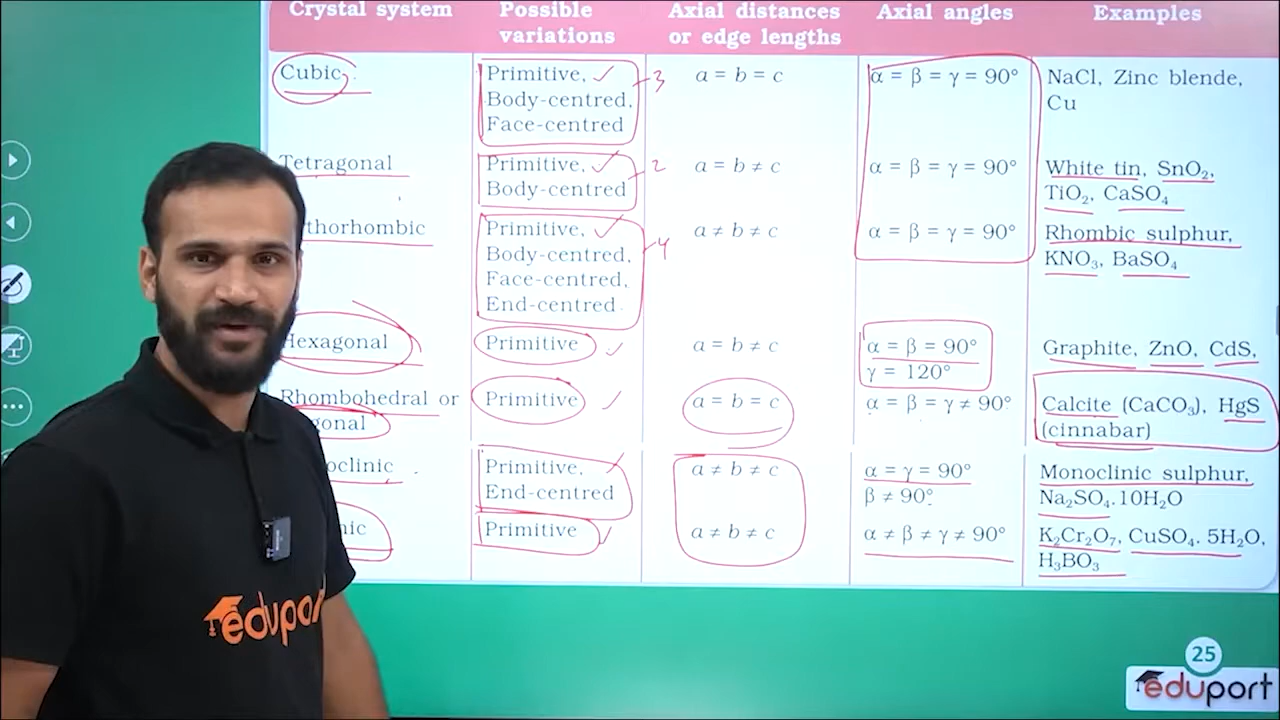 Crystal system Possible variations Axial distances or edge lengths Axial angles Examples
Cubic Primitive, 3 a = b = c α = β = γ = 90° NaCl, Zinc blende,
Body-centred, Cu
Face-centred
Tetragonal Primitive, 2 a = b ≠ c α = β = γ = 90° White tin, SnO₂,
Body-centred TiO₂, CaSO₄
thorhombic Primitive, 4 a ≠ b ≠ c α = β = γ = 90° Rhombic sulphur,
Body-centred, KNO₃, BaSO₄
Face-centred,
End-centred
Hexagonal Primitive a = b ≠ c α = β = 90° Graphite, ZnO, CdS,
γ = 120°
Rhombohedral or Primitive a = b = c α = β = γ ≠ 90° Calcite (CaCO₃), HgS
gonal (cinnabar)
oclinic Primitive, a ≠ b ≠ c α = γ = 90° Monoclinic sulphur,
End-centred β ≠ 90° Na₂SO₄.10H₂O
nic Primitive a ≠ b ≠ c α ≠ β ≠ γ ≠ 90° K₂Cr₂O₇, CuSO₄. 5H₂O,
H₃BO₃
eduport
25
eduport